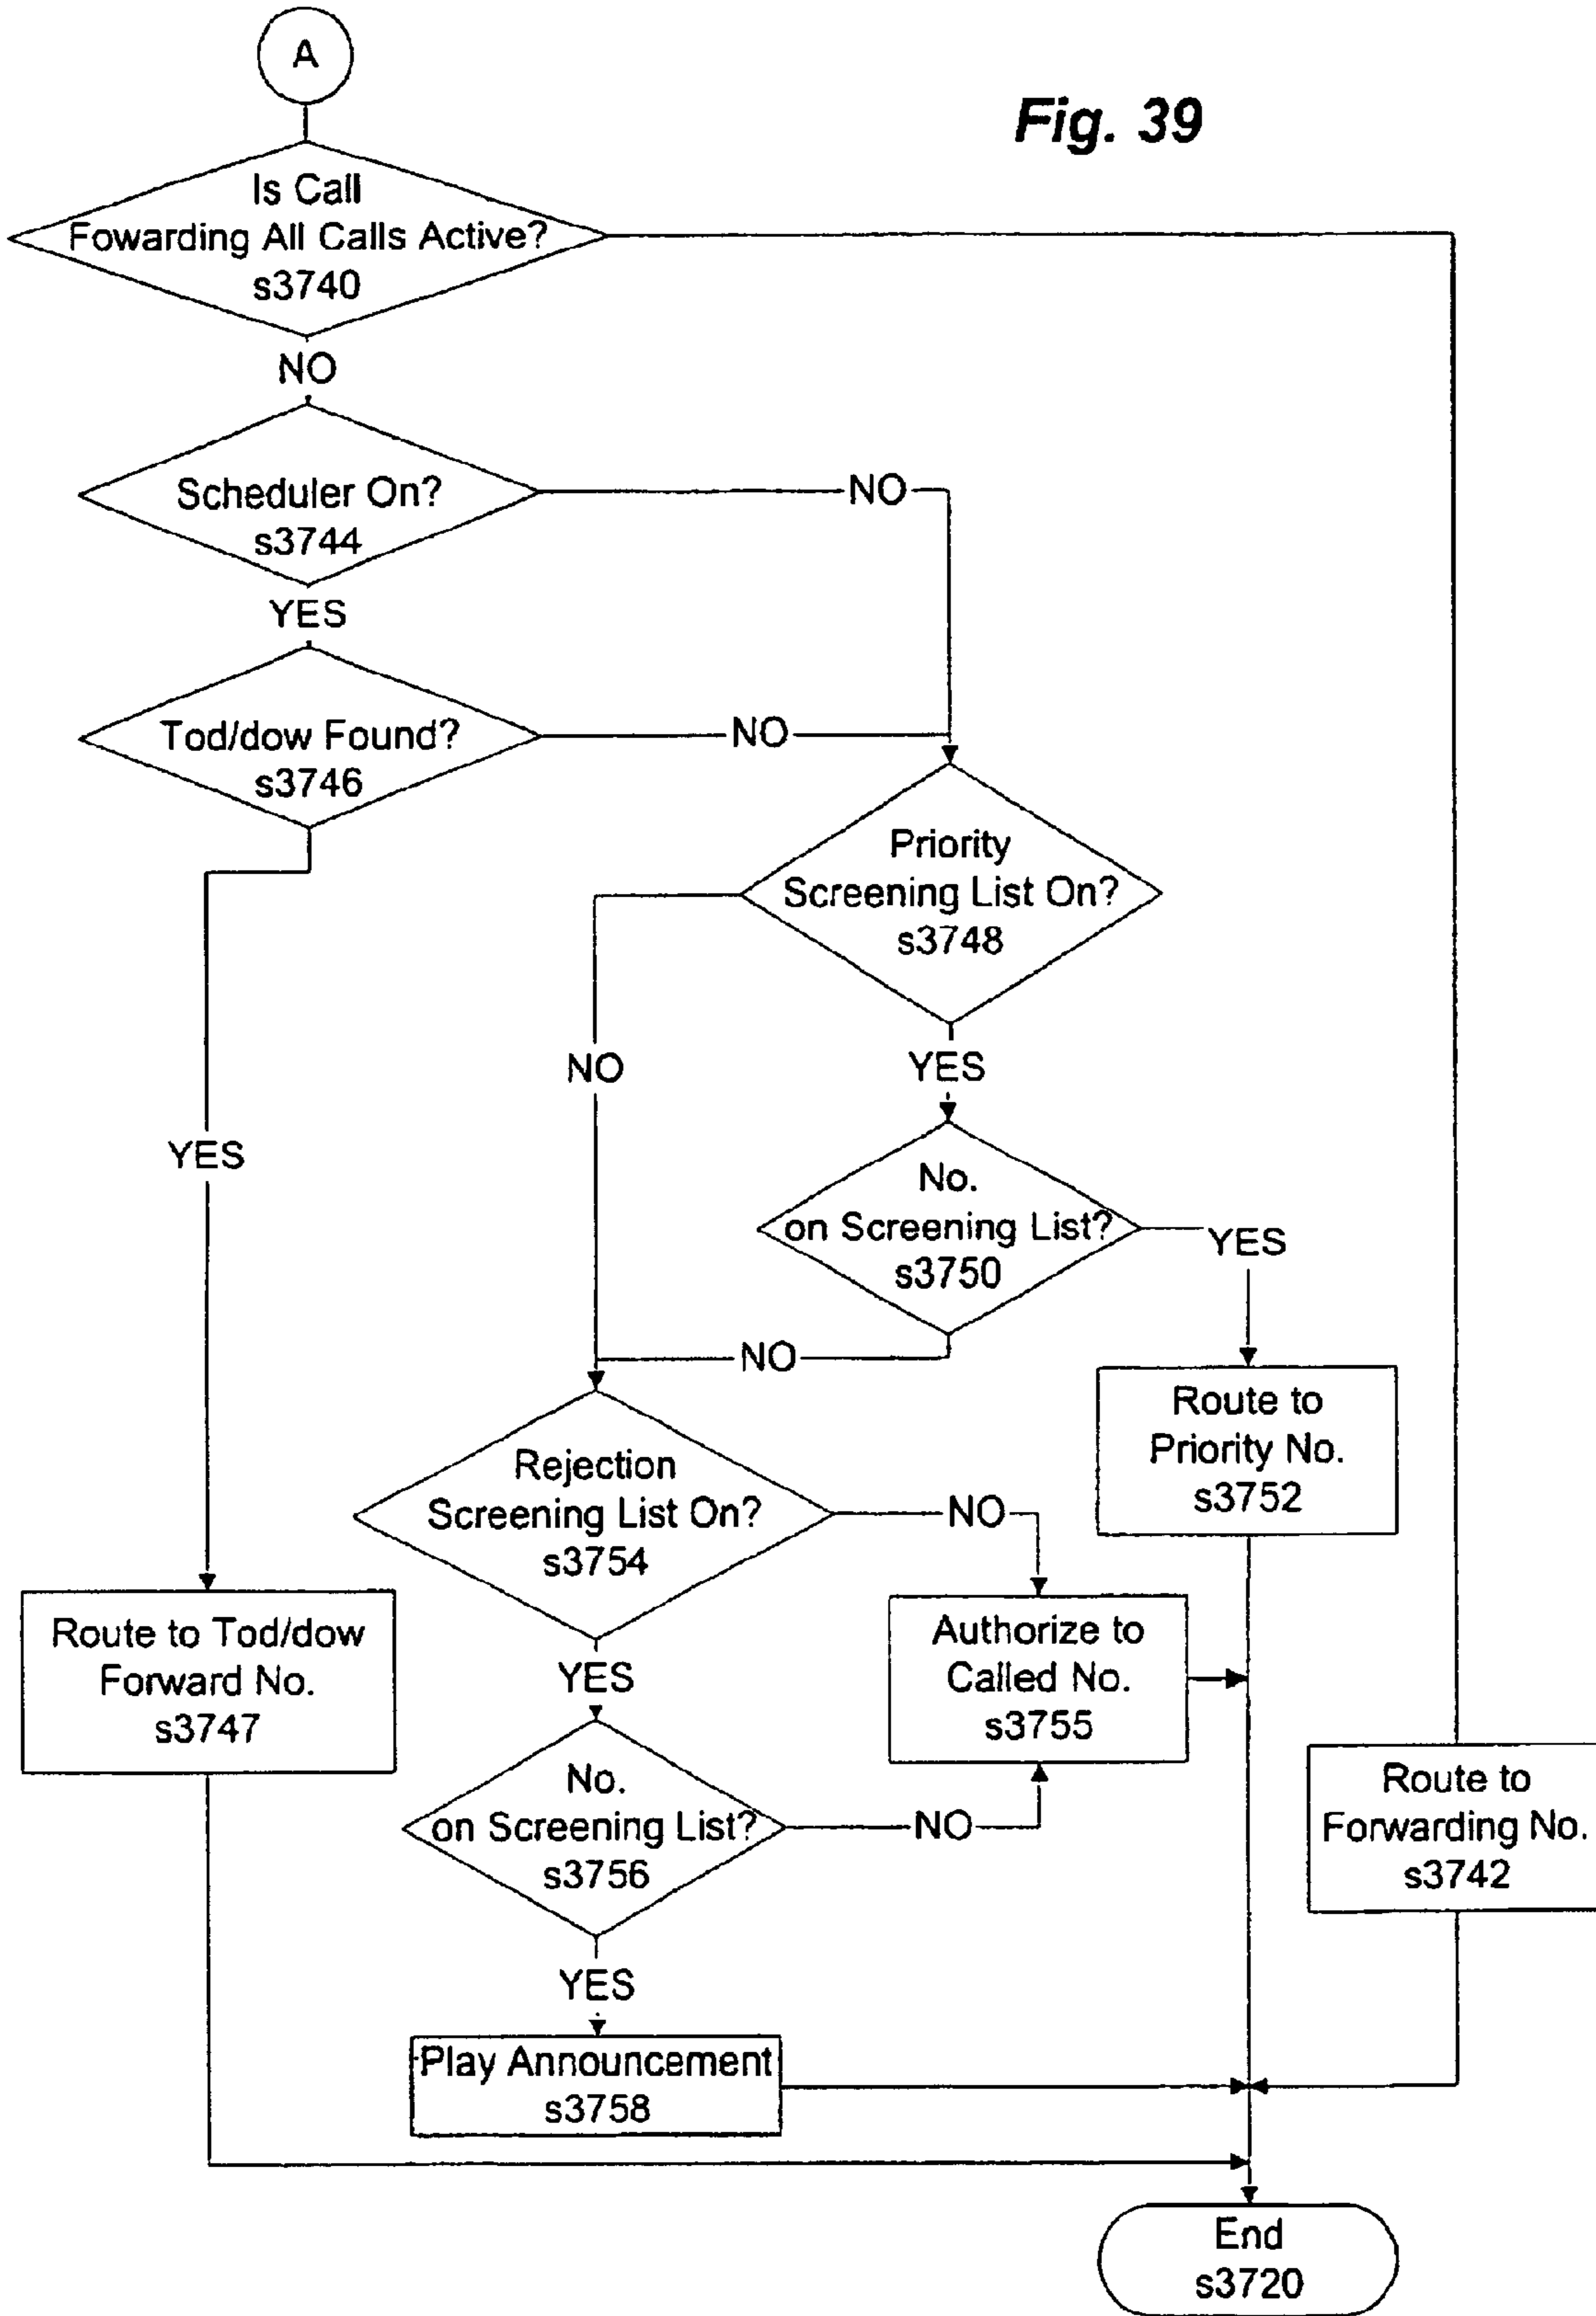 A
Fig. 39
Is Call
Fowarding All Calls Active?
s3740
NO
Scheduler On?
s3744
NO
YES
Tod/dow Found?
s3746
NO
Priority
Screening List On?
s3748
NO
YES
YES
No.
on Screening List?
s3750
YES
NO
Route to
Priority No.
s3752
Rejection
Screening List On?
s3754
NO
Route to Tod/dow
Forward No.
s3747
YES
Authorize to
Called No.
s3755
No.
on Screening List?
s3756
NO
Route to
Forwarding No.
s3742
YES
Play Announcement
s3758
End
s3720